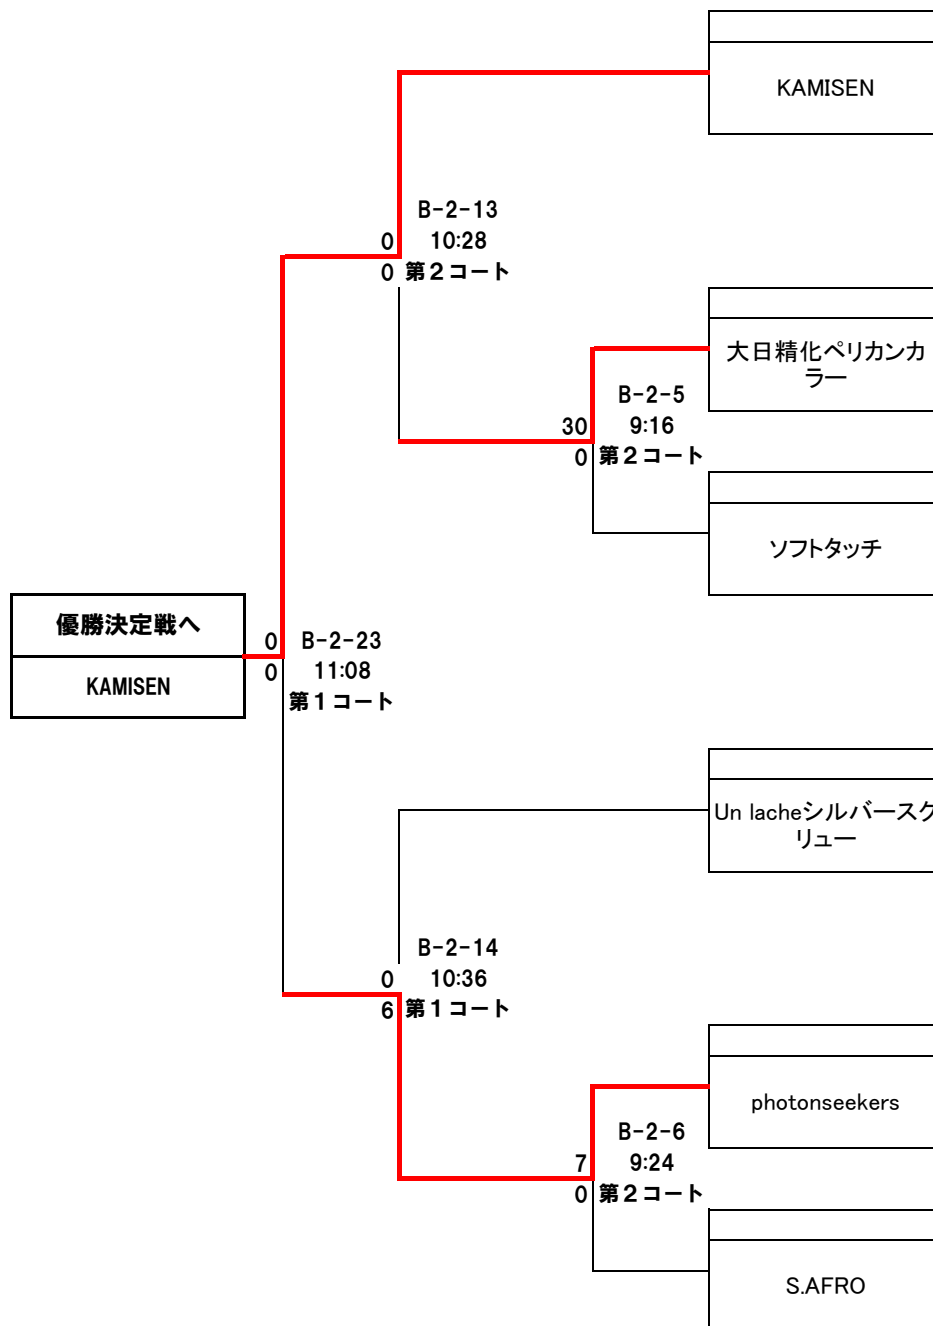 KAMISEN
B-2-13
0
10:28
0
第2コート
大日精化ペリカンカ
ラー
B-2-5
30
9:16
0
第2コート
ソフトタッチ
優勝決定戦へ
KAMISEN
0
B-2-23
0
11:08
第1コート
Un lacheシルバースク
リュー
B-2-14
0
10:36
6
第1コート
photonseekers
B-2-6
7
9:24
0
第2コート
S.AFRO